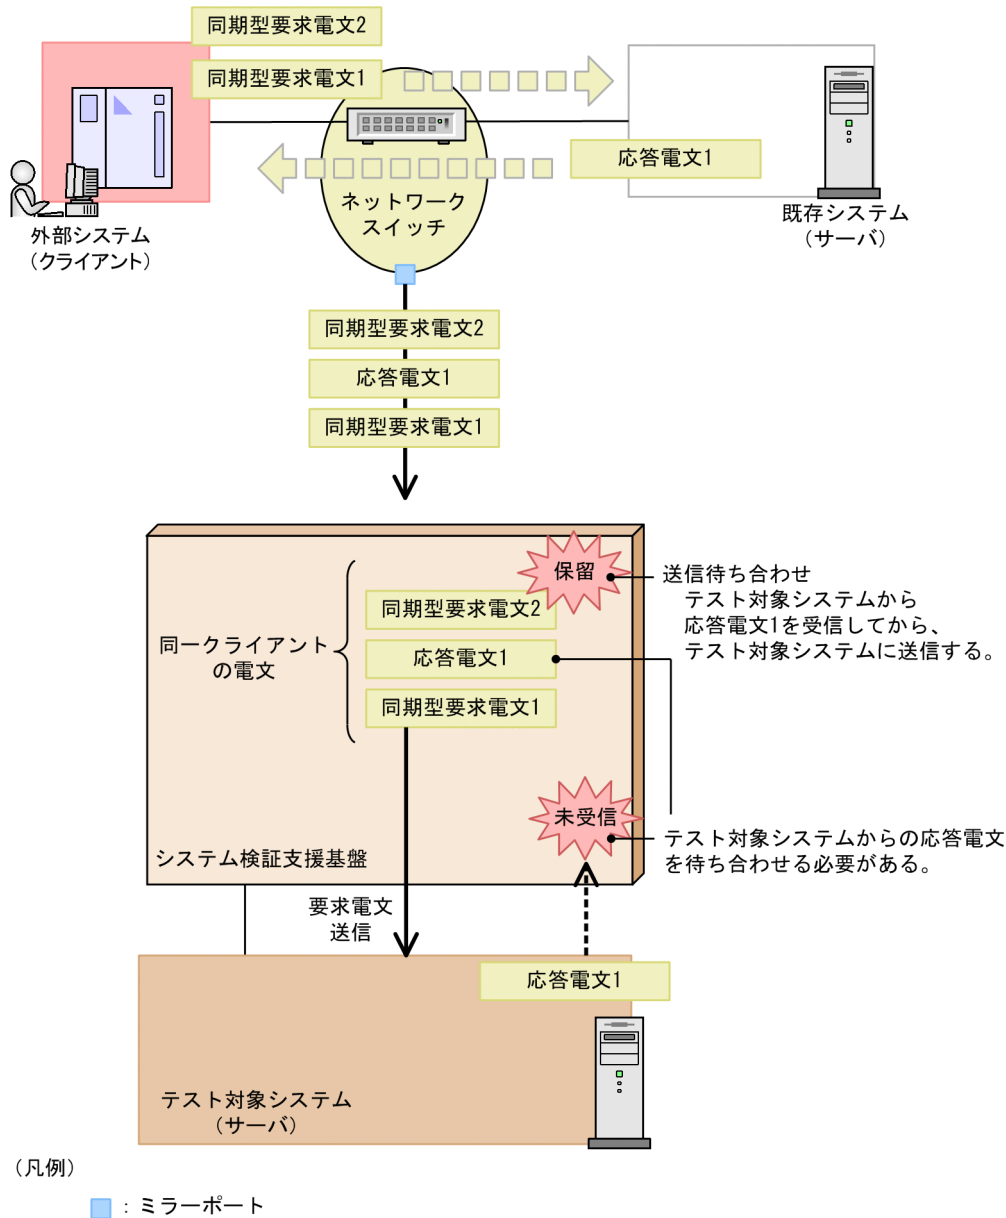 同期型要求電文2
同期型要求電文1
応答電文1
ネットワーク
スイッチ
外部システム
(クライアント)
既存システム
(サーバ)
同期型要求電文2
応答電文1
同期型要求電文1
保留
送信待ち合わせ
テスト対象システムから
応答電文1を受信してから、
テスト対象システムに送信する。
同期型要求電文2
応答電文1
同期型要求電文1
同一クライアント
の電文
未受信
テスト対象システムからの応答電文
を待ち合わせる必要がある。
システム検証支援基盤
要求電文
送信
応答電文1
テスト対象システム
(サーバ)
(凡例)
：ミラーポート